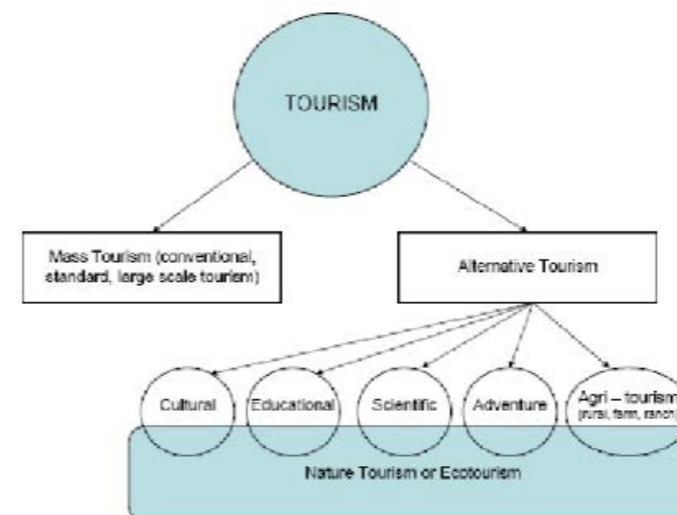 TOURISM
Mass Tourism (conventional,
standard, large scale tourism)
Alternative Tourism
Cultural
Educational
Scientific
Adventure
Agri – tourism
(rural, farm, ranch)
Nature Tourism or Ecotourism